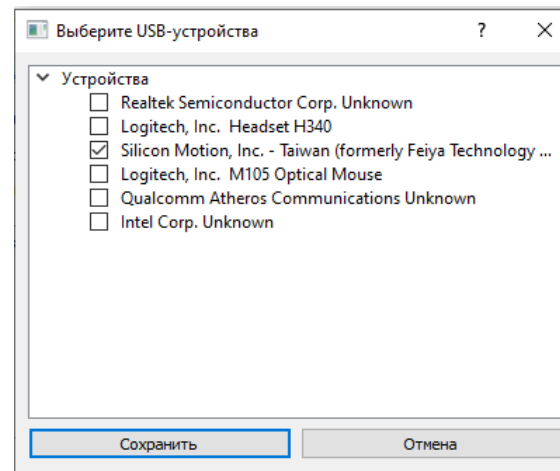 Выберите USB-устройства
?
Устройства
Realtek Semiconductor Corp. Unknown
Logitech, Inc. Headset H340
Silicon Motion, Inc. - Taiwan (formerly Feiya Technology ...
Logitech, Inc. M105 Optical Mouse
Qualcomm Atheros Communications Unknown
Intel Corp. Unknown
Сохранить
Отмена